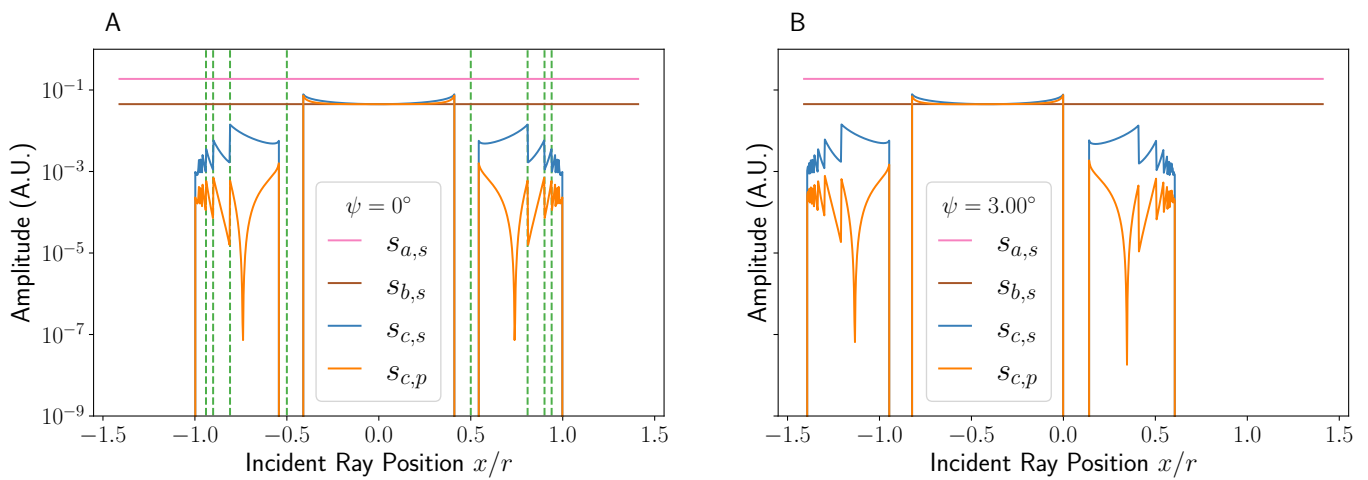 A
Amplitude (A.U.)
10⁻¹
10⁻³
10⁻⁵
10⁻⁷
10⁻⁹
ψ = 0°
s_{a,s}
s_{b,s}
s_{c,s}
s_{c,p}
−1.5 −1.0 −0.5 0.0 0.5 1.0 1.5
Incident Ray Position x/r
B
Amplitude (A.U.)
ψ = 3.00°
s_{a,s}
s_{b,s}
s_{c,s}
s_{c,p}
−1.5 −1.0 −0.5 0.0 0.5 1.0 1.5
Incident Ray Position x/r